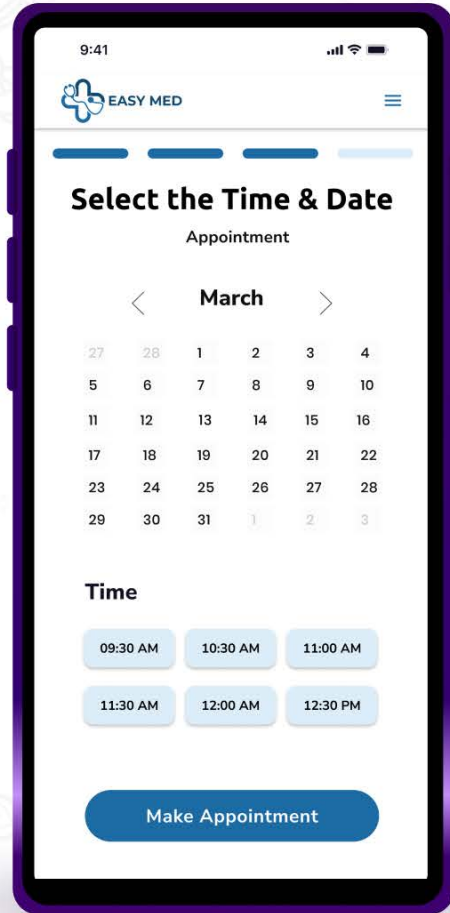 9:41
EASY MED
Select the Time & Date
Appointment
March
27 28 1 2 3 4
5 6 7 8 9 10
11 12 13 14 15 16
17 18 19 20 21 22
23 24 25 26 27 28
29 30 31 1 2 3
Time
09:30 AM 10:30 AM 11:00 AM
11:30 AM 12:00 AM 12:30 PM
Make Appointment